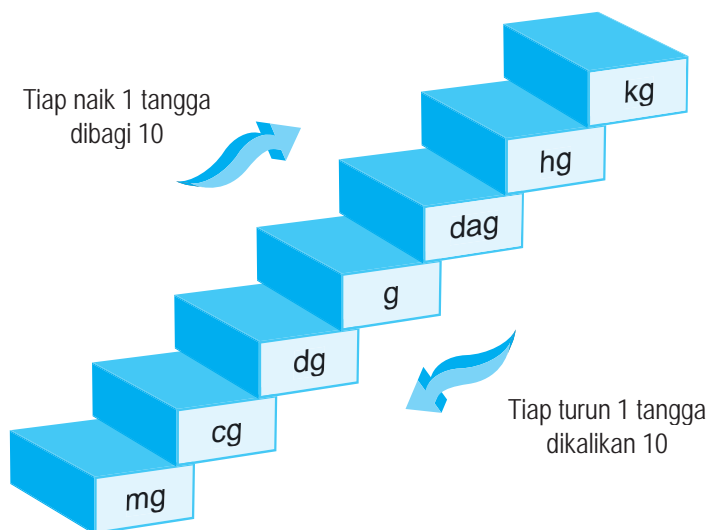 Tiap naik 1 tangga
dibagi 10
kg
hg
dag
g
dg
cg
mg
Tiap turun 1 tangga
dikalikan 10